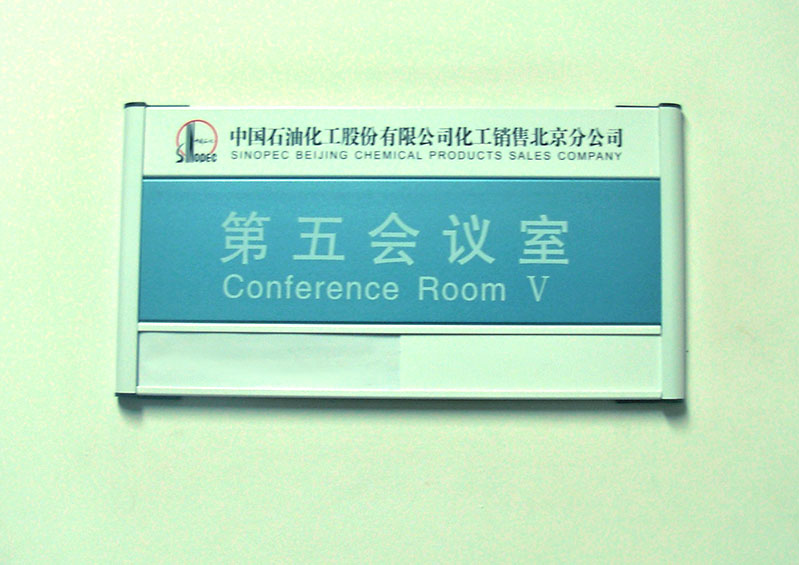 SINOPEC
中国石油化工股份有限公司化工销售北京分公司
SINOPEC BEIJING CHEMICAL PRODUCTS SALES COMPANY
第五会议室
Conference Room Ⅴ